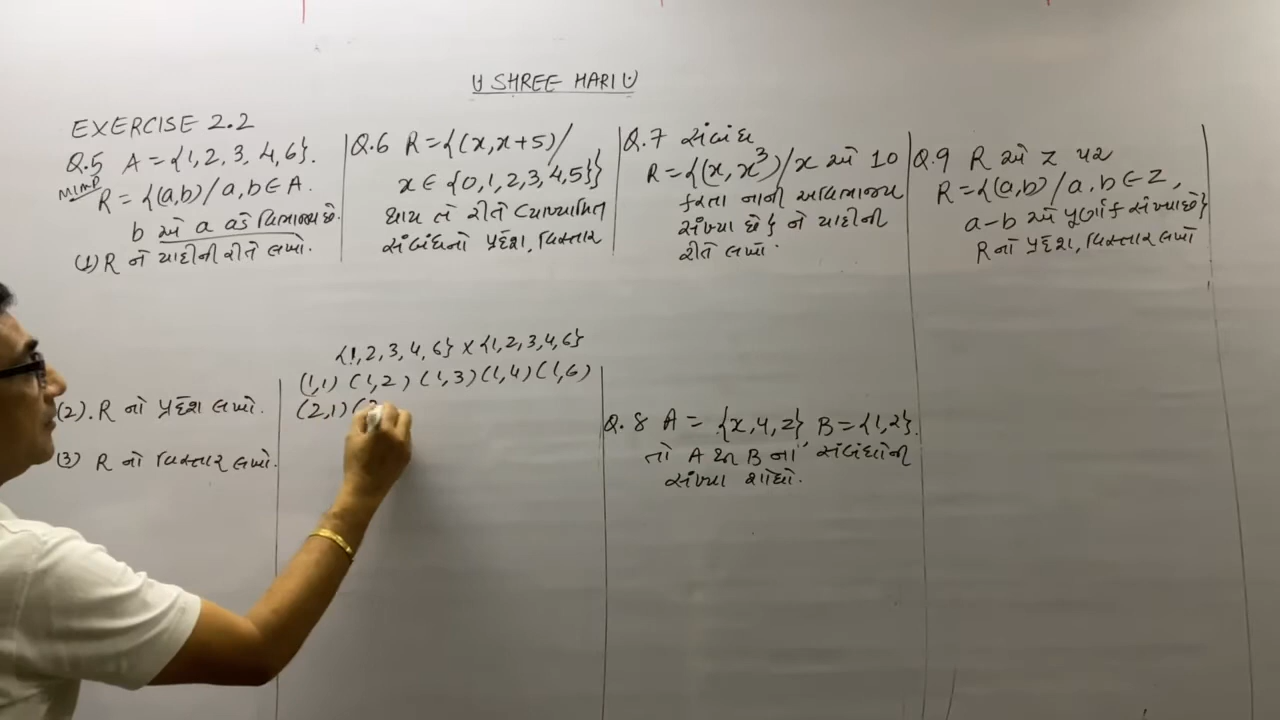 U SHREE HARI U
EXERCISE 2.2
Q.5 A = {1,2,3,4,6}.
MIMP R = {(a,b) / a,b ∈ A.
b એ a વડે વિભાજ્ય છે.
(1) R ને યાદીની રીતે લખો.
(2). R નો પ્રદેશ લખો.
(3) R નો વિસ્તાર લખો.
{1,2,3,4,6} × {1,2,3,4,6}
(1,1) (1,2) (1,3) (1,4) (1,6)
(2,1) (2
Q.6 R = {(x, x+5) /
x ∈ {0,1,2,3,4,5}}
થાય તે રીતે વ્યાખ્યાયિત
સંબંધનો પ્રદેશ, વિસ્તાર
Q.7 સંબંધ
R = {(x, x³) / x એ 10
કરતા નાની અવિભાજ્ય
સંખ્યા છે} ને યાદીની
રીતે લખો.
Q.8 A = {x,y,z} B = {1,2}.
તો A થી B ના સંબંધોની
સંખ્યા શોધો.
Q.9 R એ Z પર
R = {(a,b) / a,b ∈ Z,
a-b એ પૂર્ણાંક સંખ્યા છે}
R નો પ્રદેશ, વિસ્તાર લખો